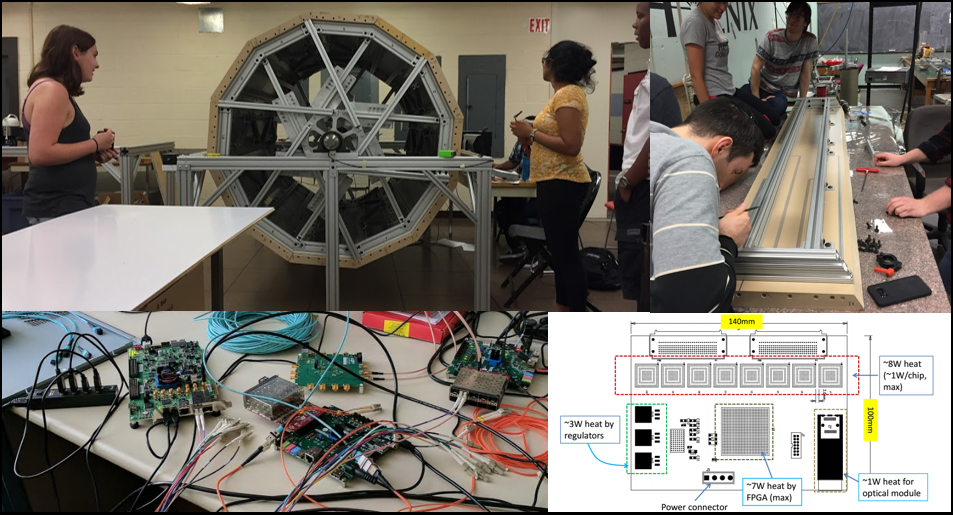 EXIT
NIX
140mm
~8W heat
(~1W/chip,
max)
100mm
~3W heat by
regulators
~7W heat by
FPGA (max)
~1W heat for
optical module
Power connector